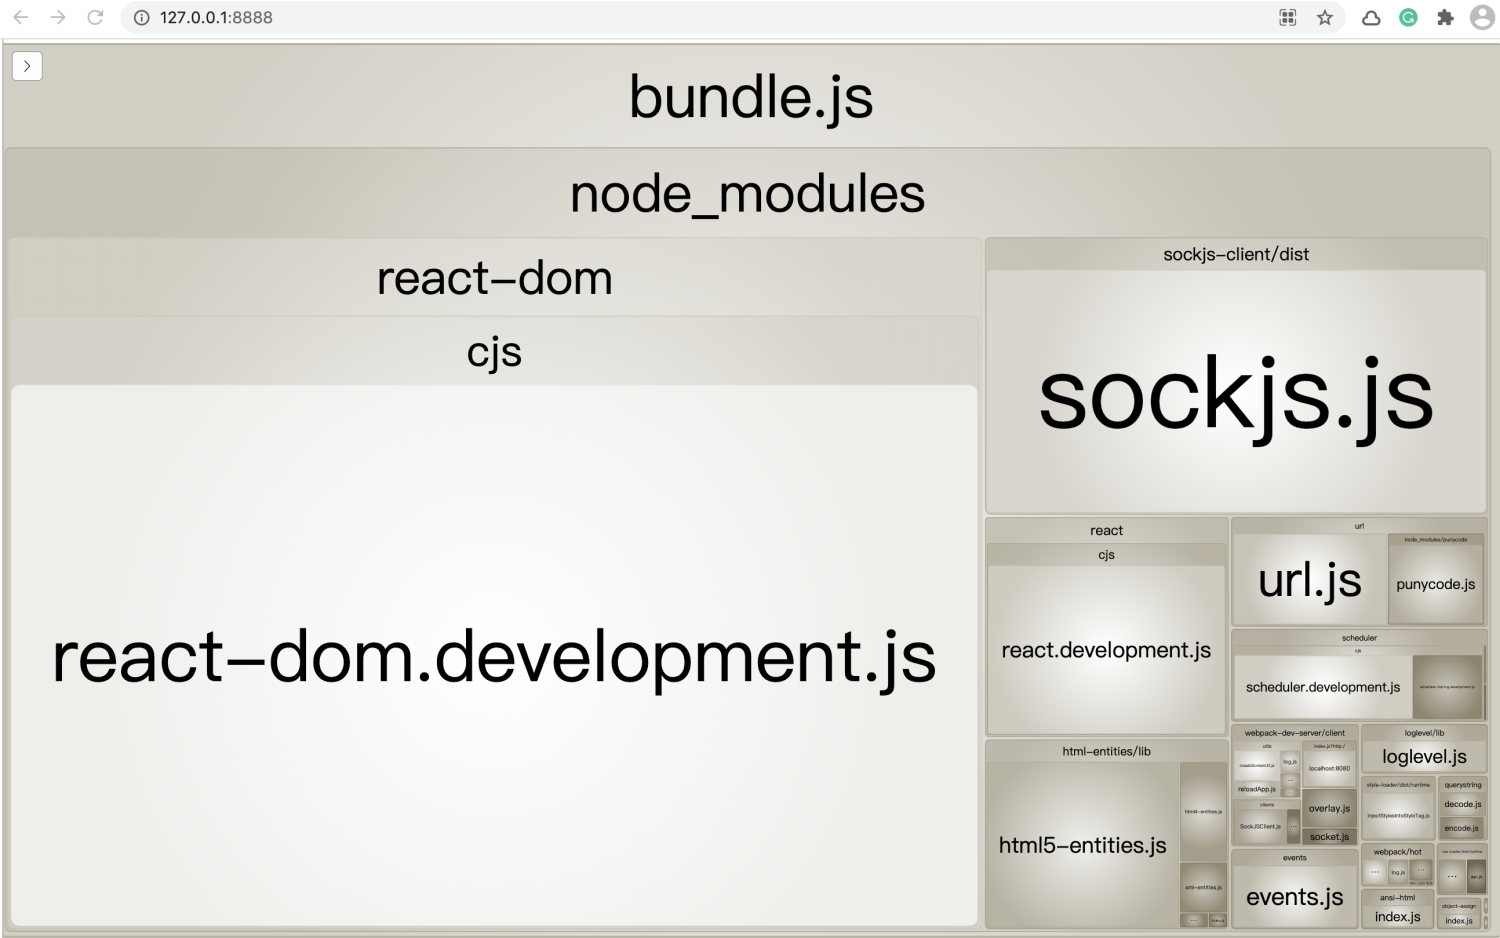 127.0.0.1:8888
bundle.js
node_modules
react-dom
cjs
react-dom.development.js
sockjs-client/dist
sockjs.js
react
cjs
react.development.js
url
url.js
node_modules/punycode
punycode.js
scheduler
cjs
scheduler.development.js
scheduler-tracing.development.js
html-entities/lib
html5-entities.js
html4-entities.js
xml-entities.js
...
index.js
webpack-dev-server/client
utils
createSocketUrl.js
log.js
...
reloadApp.js
index.js?http:/
localhost:8080
overlay.js
socket.js
clients
SockJSClient.js
...
events
events.js
loglevel/lib
loglevel.js
style-loader/dist/runtime
injectStylesIntoStyleTag.js
querystring
decode.js
encode.js
webpack/hot
...
log.js
...
css-loader/dist/runtime
...
api.js
ansi-html
index.js
object-assign
index.js